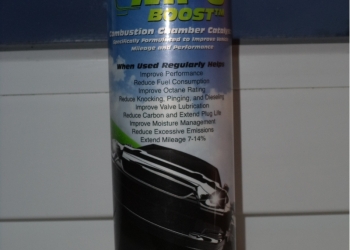 BOOST™
Combustion Chamber Catalyst
Specifically Formulated to Improve
Mileage and Performance
When Used Regularly Helps
Improve Performance
Reduce Fuel Consumption
Improve Octane Rating
Reduce Knocking, Pinging, and Dieseling
Improve Valve Lubrication
Reduce Carbon and Extend Plug Life
Improve Moisture Management
Reduce Excessive Emissions
Extend Mileage 7-14%